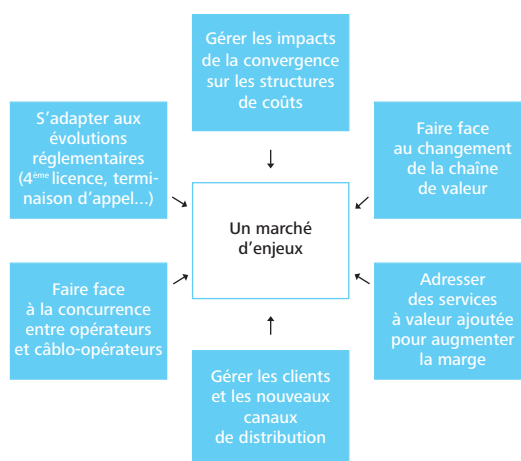 Gérer les impacts
de la convergence
sur les structures
de coûts
S’adapter aux
évolutions
réglementaires
(4ème licence, termi-
naison d’appel...)
Faire face
au changement
de la chaîne
de valeur
Un marché
d’enjeux
Faire face
à la concurrence
entre opérateurs
et câblo-opérateurs
Adresser
des services
à valeur ajoutée
pour augmenter
la marge
Gérer les clients
et les nouveaux
canaux
de distribution